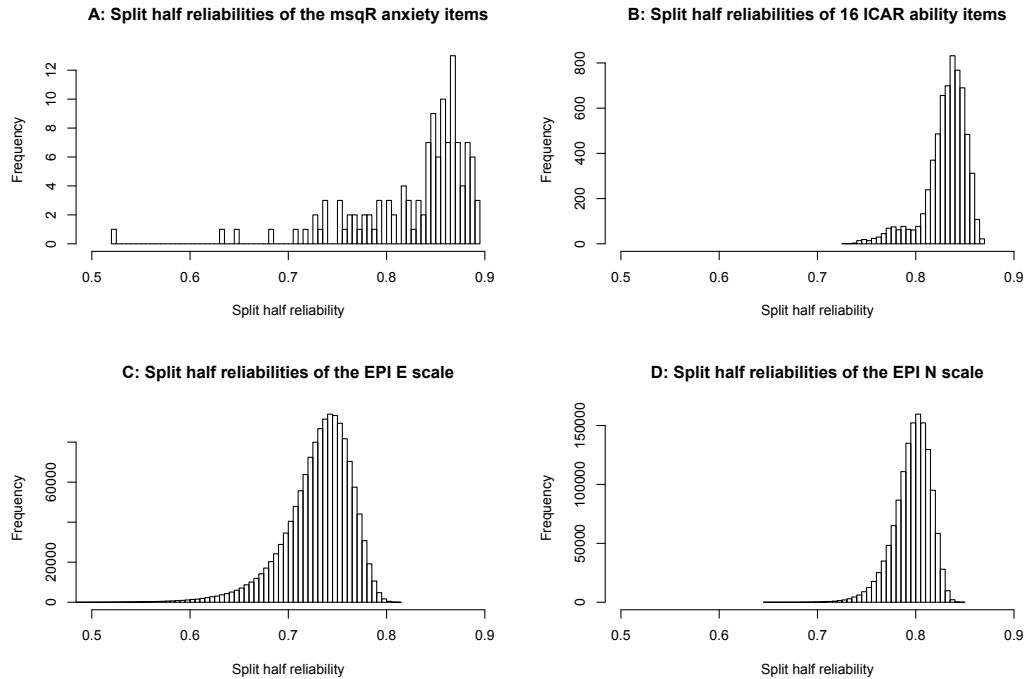 A: Split half reliabilities of the msqR anxiety items
Frequency
0 2 4 6 8 10 12
0.5 0.6 0.7 0.8 0.9
Split half reliability
B: Split half reliabilities of 16 ICAR ability items
Frequency
0 200 400 600 800
0.5 0.6 0.7 0.8 0.9
Split half reliability
C: Split half reliabilities of the EPI E scale
Frequency
0 20000 60000
0.5 0.6 0.7 0.8 0.9
Split half reliability
D: Split half reliabilities of the EPI N scale
Frequency
0 50000 100000 150000
0.5 0.6 0.7 0.8 0.9
Split half reliability